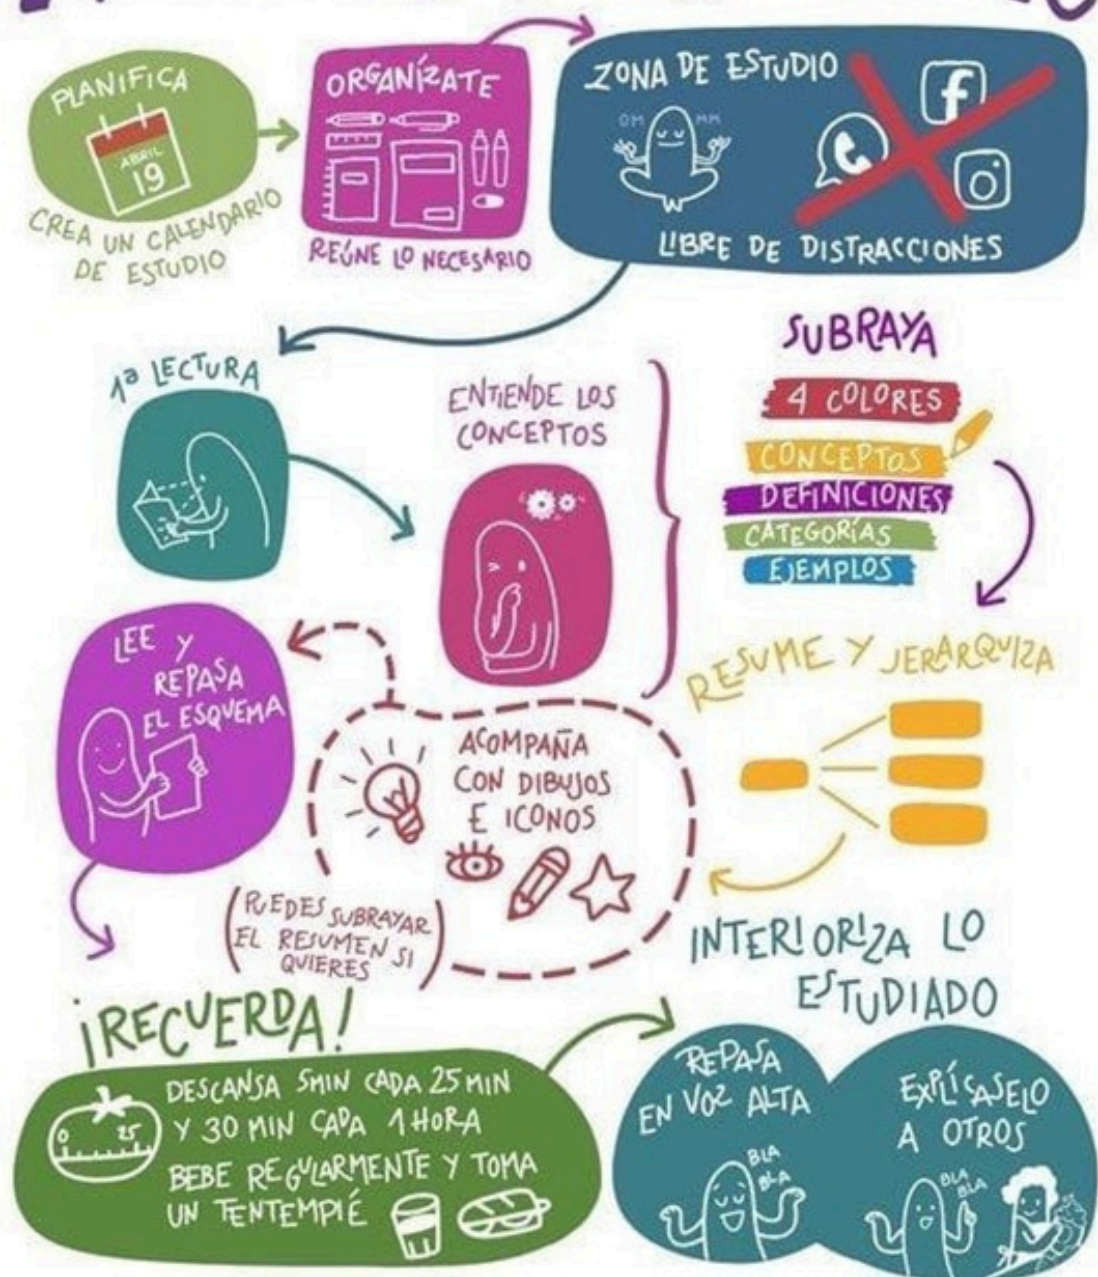 PLANIFICA
ABRIL
19
CREA UN CALENDARIO
DE ESTUDIO
ORGANÍZATE
REÚNE LO NECESARIO
ZONA DE ESTUDIO
OM
MM
LIBRE DE DISTRACCIONES
1ª LECTURA
ENTIENDE LOS
CONCEPTOS
SUBRAYA
4 COLORES
CONCEPTOS
DEFINICIONES
CATEGORÍAS
EJEMPLOS
RESUME Y JERARQUIZA
ACOMPAÑA
CON DIBUJOS
E ICONOS
(PUEDES SUBRAYAR
EL RESUMEN SI
QUIERES)
LEE Y
REPASA
EL ESQUEMA
¡RECUERDA!
0 25
DESCANSA 5MIN CADA 25 MIN
Y 30 MIN CADA 1 HORA
BEBE REGULARMENTE Y TOMA
UN TENTEMPIÉ
INTERIORIZA LO
ESTUDIADO
REPASA
EN VOZ ALTA
BLA
BLA
EXPLÍCASELO
A OTROS
BLA
BLA